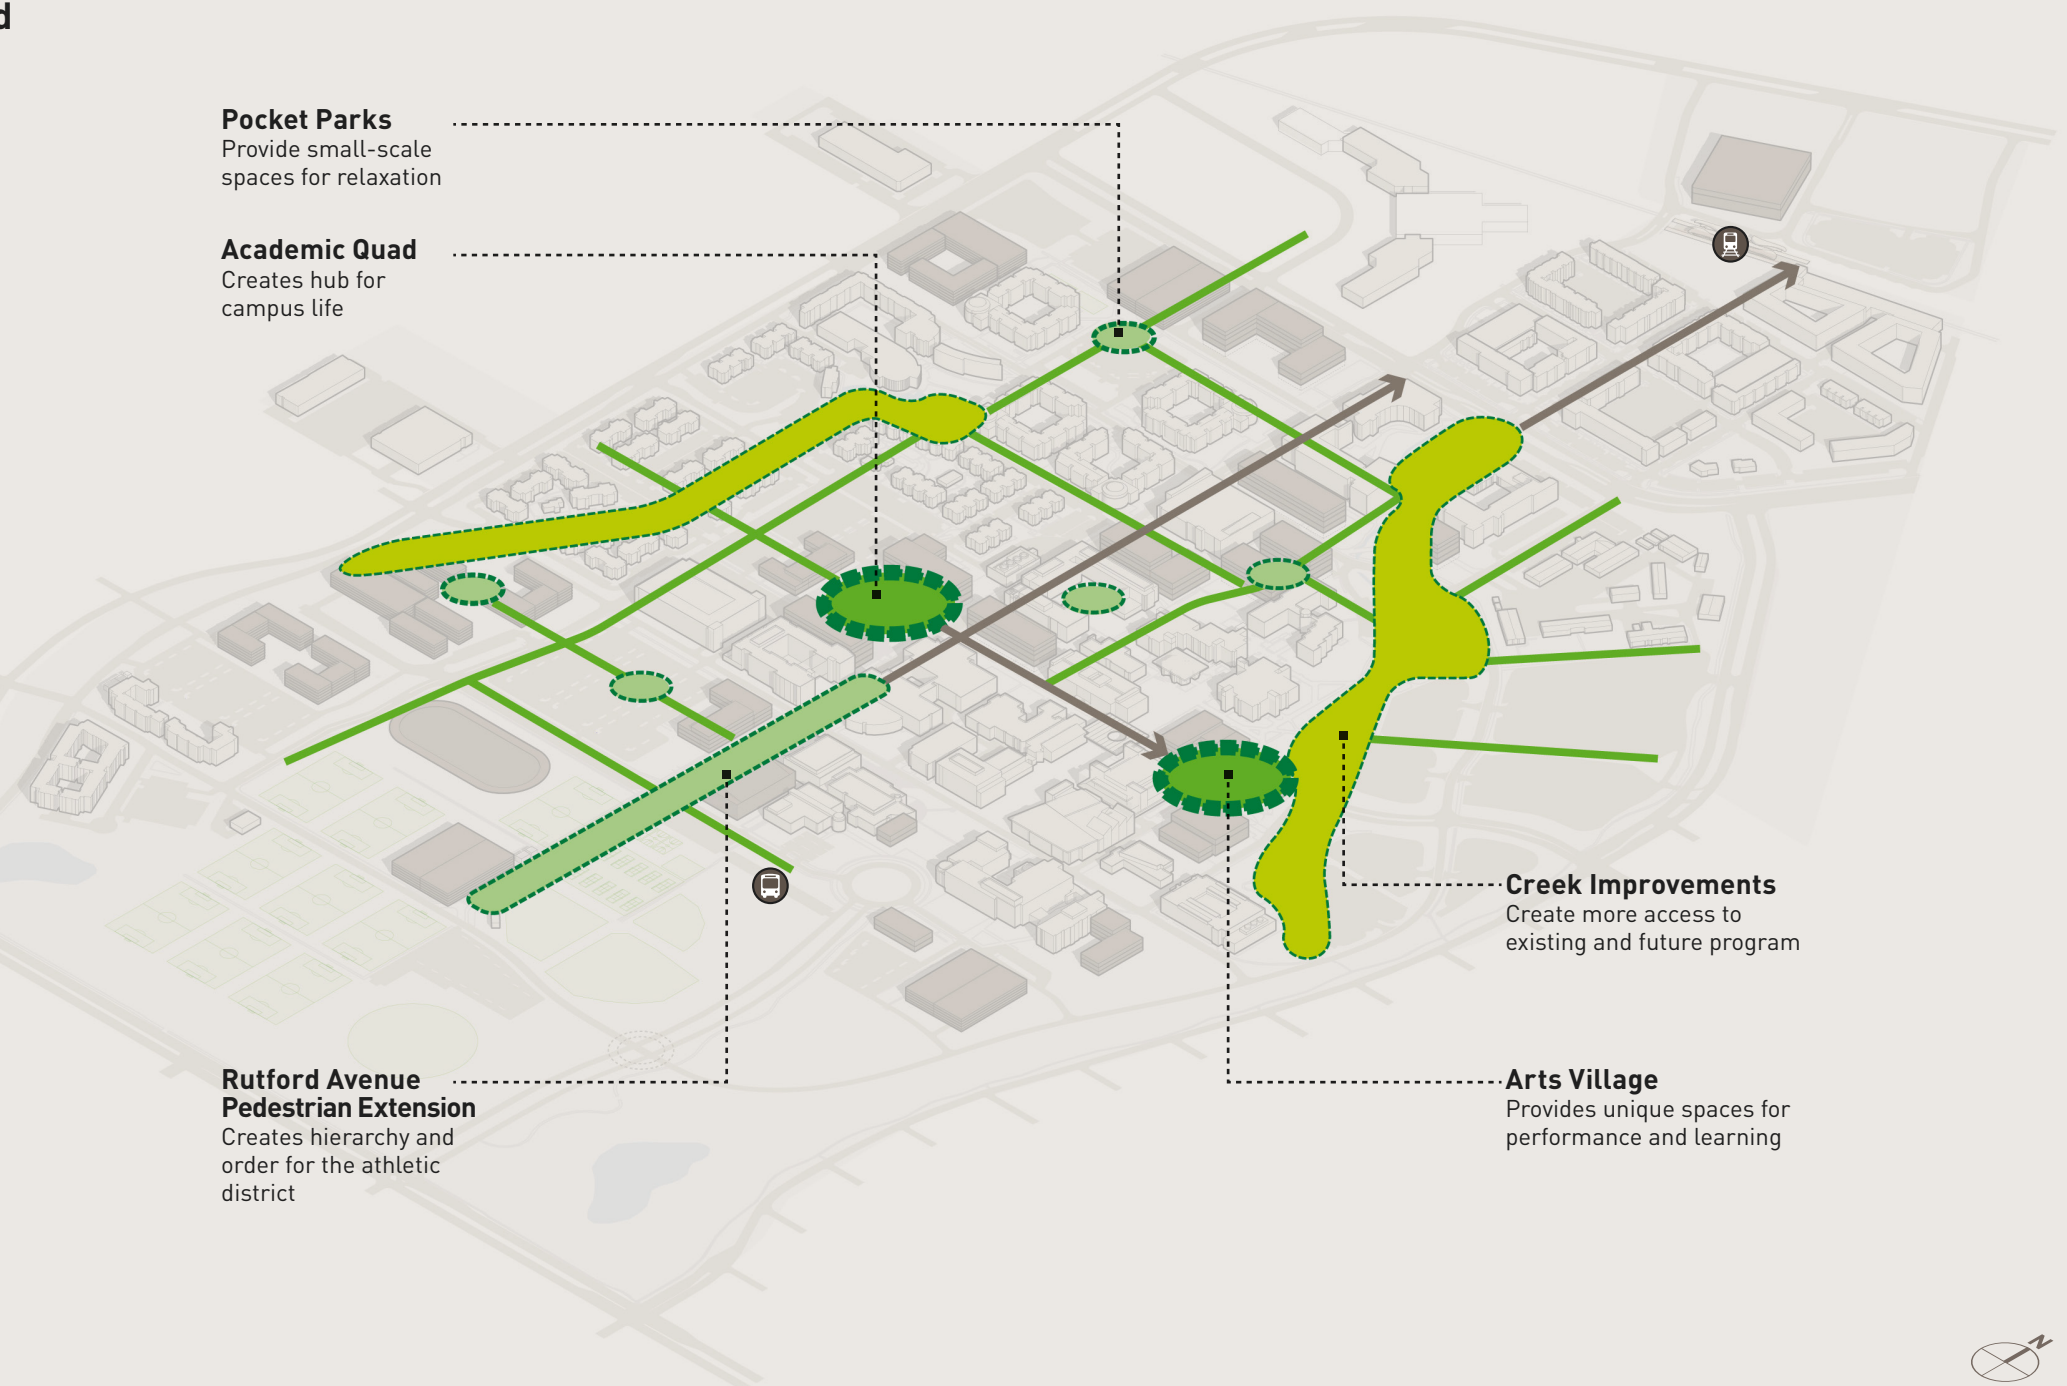 d
Pocket Parks
Provide small-scale
spaces for relaxation
Academic Quad
Creates hub for
campus life
Creek Improvements
Create more access to
existing and future program
Rutford Avenue
Pedestrian Extension
Creates hierarchy and
order for the athletic
district
Arts Village
Provides unique spaces for
performance and learning
N